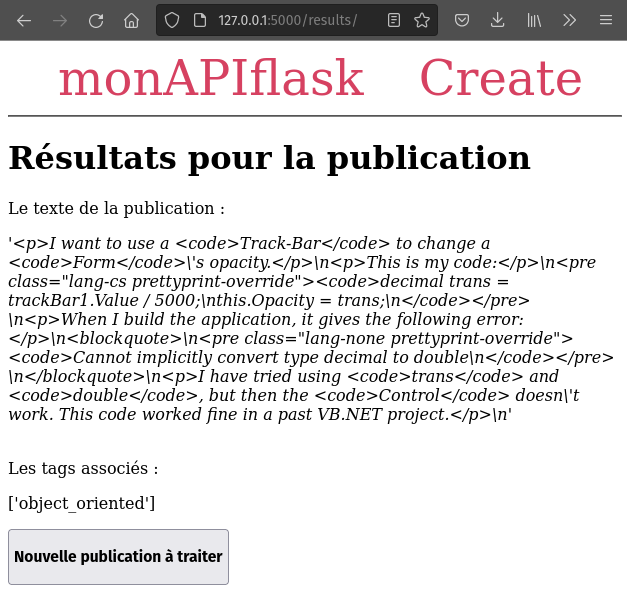 127.0.0.1:5000/results/
monAPIflask Create
Résultats pour la publication
Le texte de la publication :
'<p>I want to use a <code>Track-Bar</code> to change a
<code>Form</code>\'s opacity.</p>\n<p>This is my code:</p>\n<pre
class="lang-cs prettyprint-override"><code>decimal trans =
trackBar1.Value / 5000;\nthis.Opacity = trans;\n</code></pre>
\n<p>When I build the application, it gives the following error:
</p>\n<blockquote>\n<pre class="lang-none prettyprint-override">
<code>Cannot implicitly convert type decimal to double\n</code></pre>
\n</blockquote>\n<p>I have tried using <code>trans</code> and
<code>double</code>, but then the <code>Control</code> doesn\'t
work. This code worked fine in a past VB.NET project.</p>\n'
Les tags associés :
['object_oriented']
Nouvelle publication à traiter